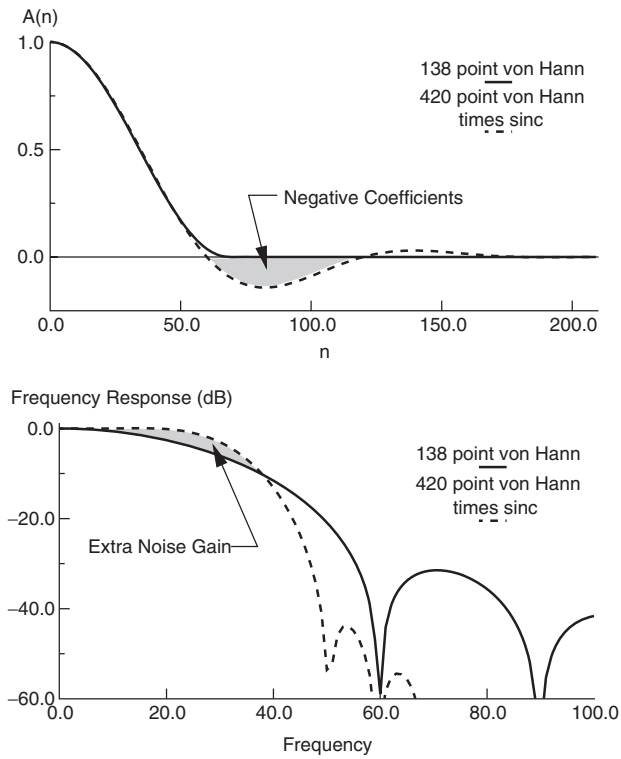 A(n)
1.0
138 point von Hann
420 point von Hann
times sinc
0.5
Negative Coefficients
0.0
0.0 50.0 100.0 150.0 200.0
n
Frequency Response (dB)
0.0
138 point von Hann
420 point von Hann
times sinc
–20.0
Extra Noise Gain
–40.0
–60.0
0.0 20.0 40.0 60.0 80.0 100.0
Frequency